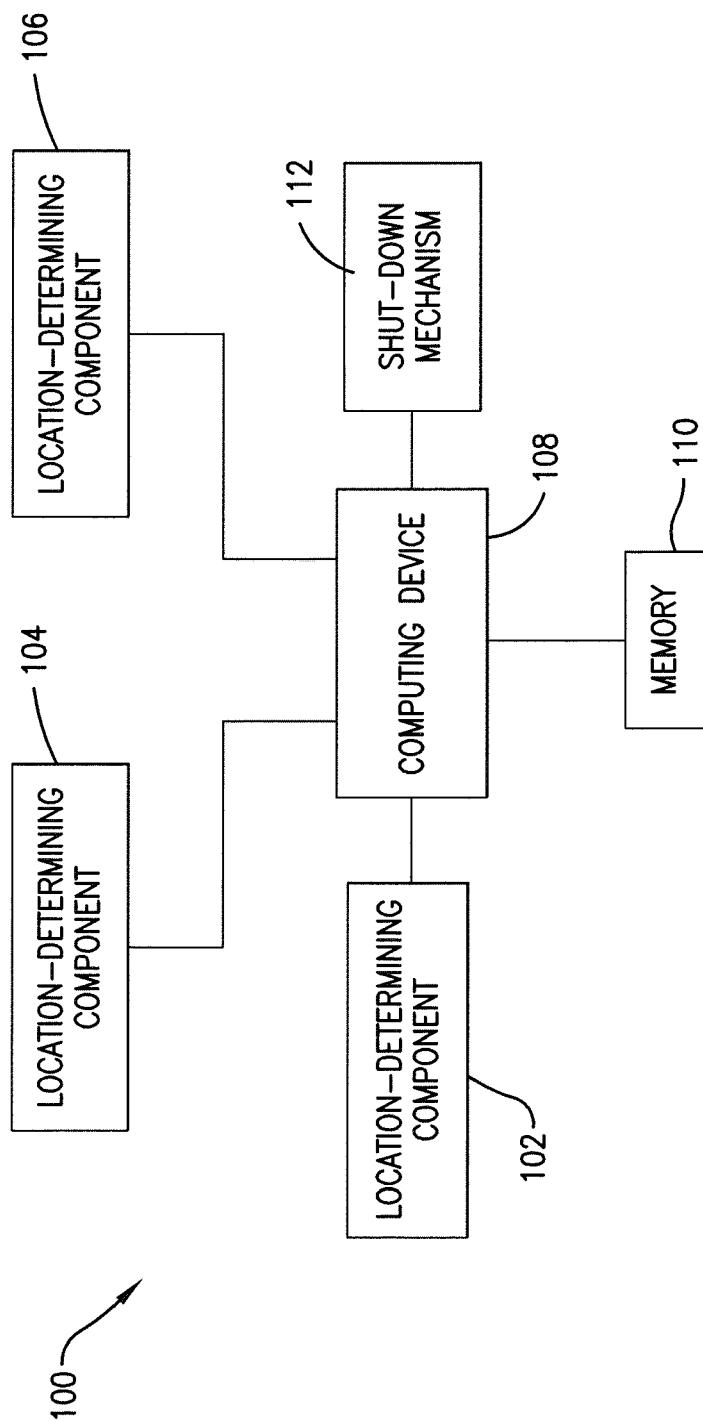 106
LOCATION-DETERMINING
COMPONENT
104
LOCATION-DETERMINING
COMPONENT
112
SHUT-DOWN
MECHANISM
COMPUTING DEVICE
108
LOCATION-DETERMINING
COMPONENT
102
110
MEMORY
100